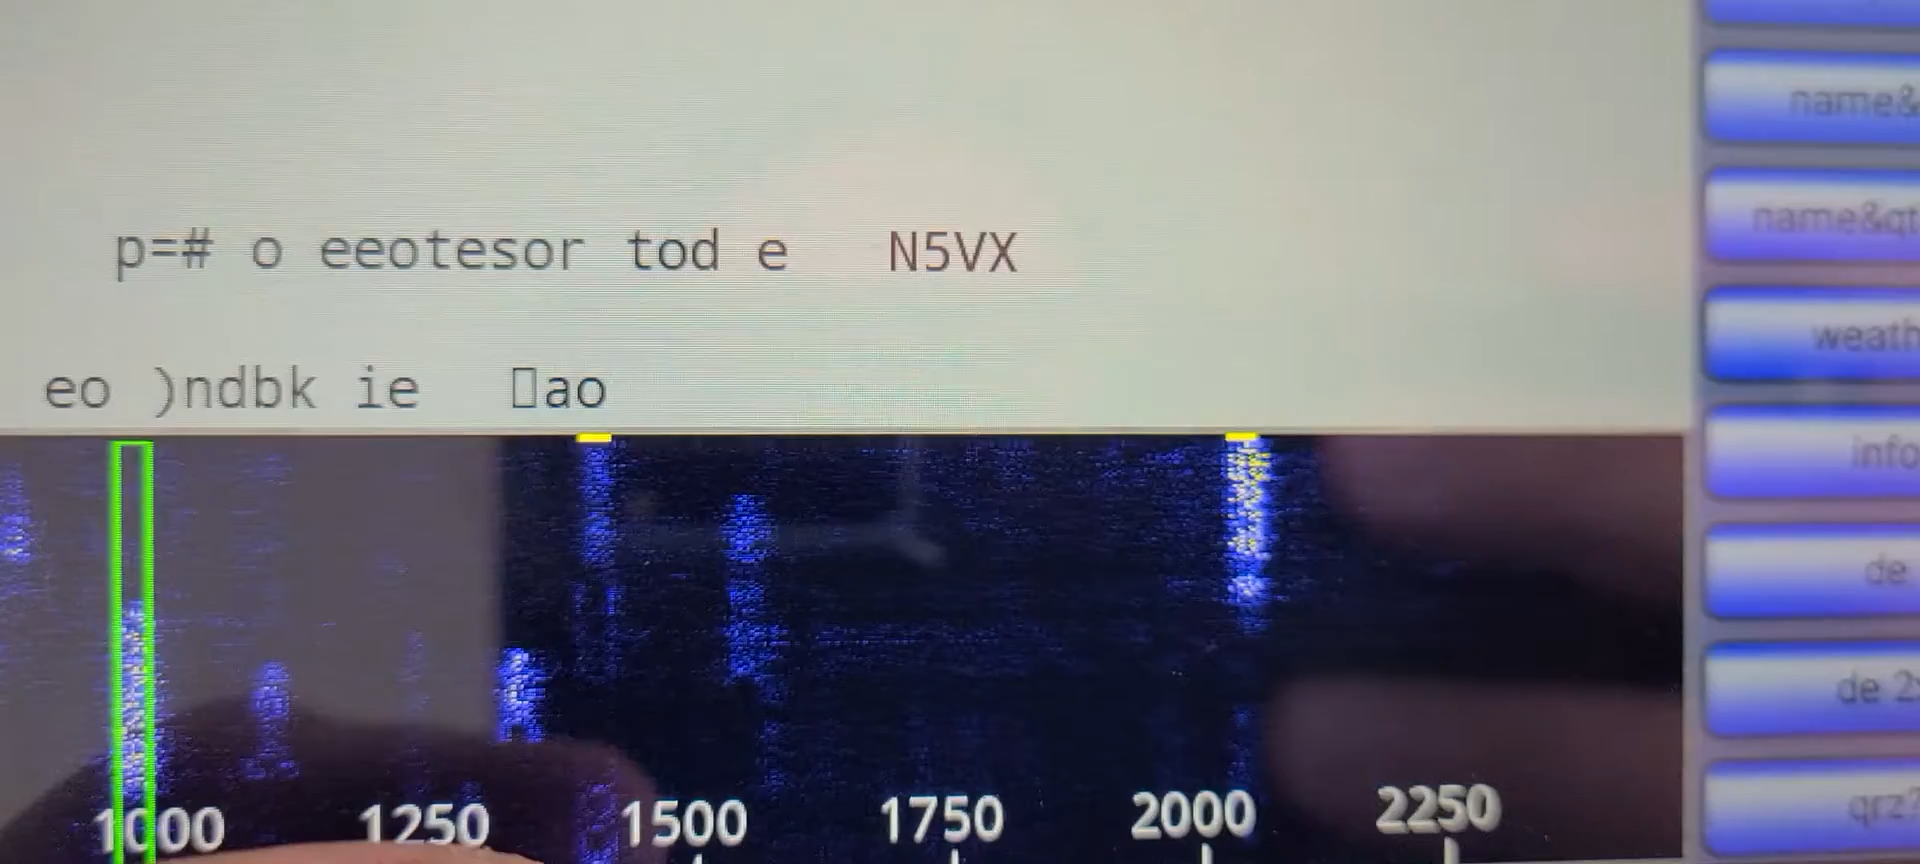 name&
name&qt
p=# o eeotesor tod e N5VX
weath
eo )ndbk ie ▯ao
info
de
de 2
qrz?
1000 1250 1500 1750 2000 2250